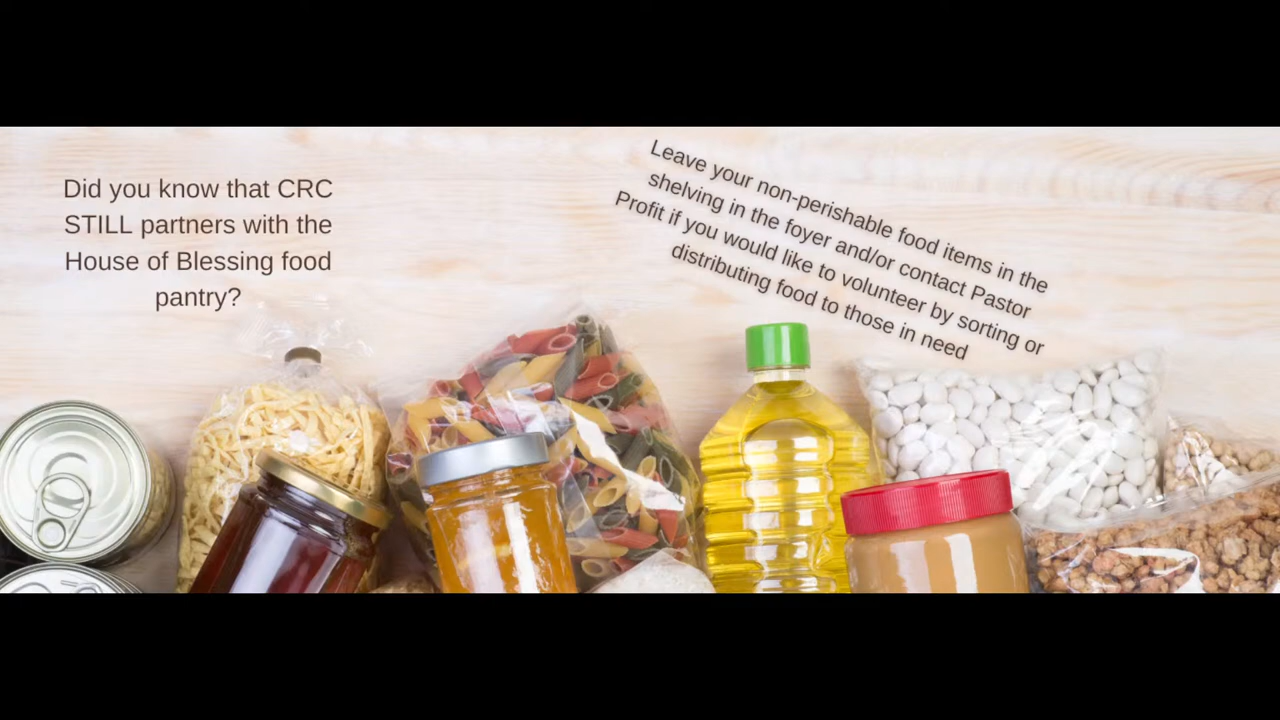 Did you know that CRC
STILL partners with the
House of Blessing food
pantry?
Leave your non-perishable food items in the
shelving in the foyer and/or contact Pastor
Profit if you would like to volunteer by sorting or
distributing food to those in need